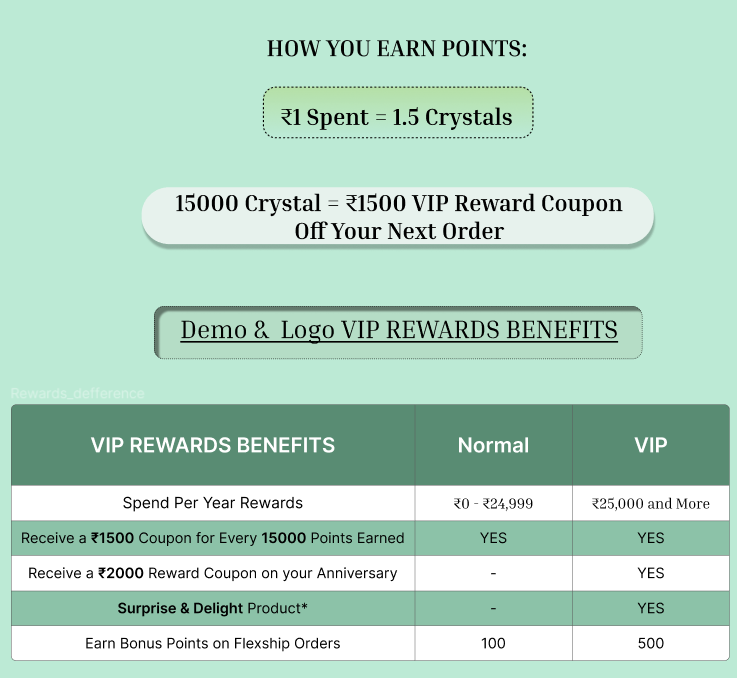 HOW YOU EARN POINTS:
₹1 Spent = 1.5 Crystals
15000 Crystal = ₹1500 VIP Reward Coupon
Off Your Next Order
Demo & Logo VIP REWARDS BENEFITS
Rewards_defference
VIP REWARDS BENEFITS Normal VIP
Spend Per Year Rewards ₹0 - ₹24,999 ₹25,000 and More
Receive a ₹1500 Coupon for Every 15000 Points Earned YES YES
Receive a ₹2000 Reward Coupon on your Anniversary - YES
Surprise & Delight Product* - YES
Earn Bonus Points on Flexship Orders 100 500